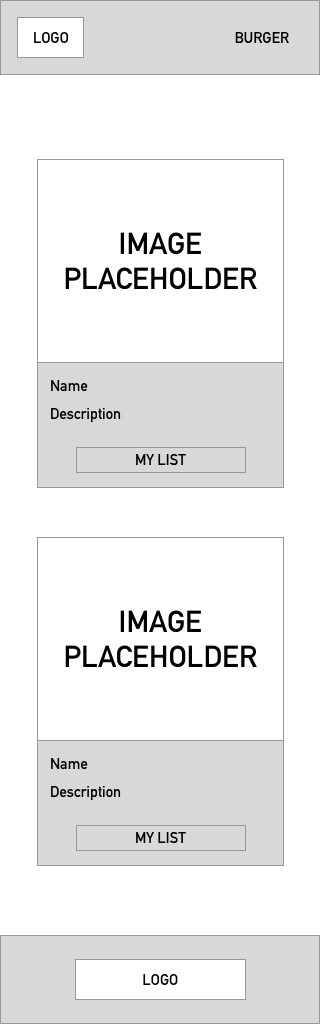 LOGO
BURGER
IMAGE
PLACEHOLDER
Name
Description
MY LIST
IMAGE
PLACEHOLDER
Name
Description
MY LIST
LOGO